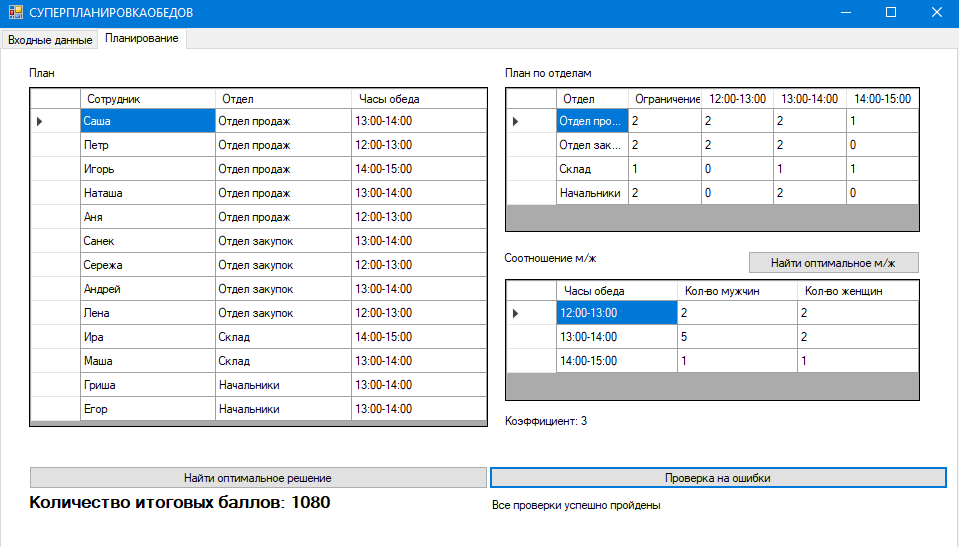 СУПЕРПЛАНИРОВКАОБЕДОВ
Входные данные Планирование
План
Сотрудник Отдел Часы обеда
Саша Отдел продаж 13:00-14:00
Петр Отдел продаж 12:00-13:00
Игорь Отдел продаж 14:00-15:00
Наташа Отдел продаж 13:00-14:00
Аня Отдел продаж 12:00-13:00
Санек Отдел закупок 13:00-14:00
Сережа Отдел закупок 12:00-13:00
Андрей Отдел закупок 13:00-14:00
Лена Отдел закупок 12:00-13:00
Ира Склад 14:00-15:00
Маша Склад 13:00-14:00
Гриша Начальники 13:00-14:00
Егор Начальники 13:00-14:00
План по отделам
Отдел Ограничение 12:00-13:00 13:00-14:00 14:00-15:00
Отдел про... 2 2 2 1
Отдел зак... 2 2 2 0
Склад 1 0 1 1
Начальники 2 0 2 0
Соотношение м/ж
Найти оптимальное м/ж
Часы обеда Кол-во мужчин Кол-во женщин
12:00-13:00 2 2
13:00-14:00 5 2
14:00-15:00 1 1
Коэффициент: 3
Найти оптимальное решение
Проверка на ошибки
Количество итоговых баллов: 1080
Все проверки успешно пройдены